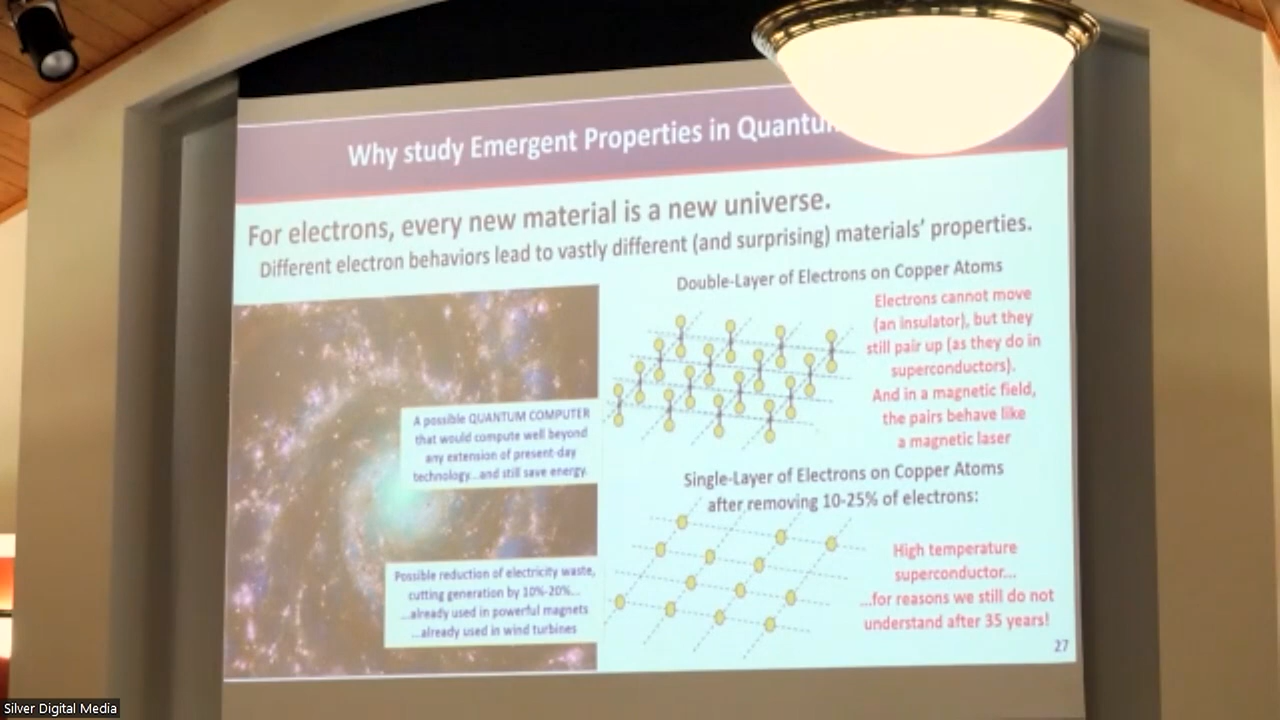 Why study Emergent Properties in
For electrons, every new material is a new universe.
Different electron behaviors lead to vastly different (and surprising) materials' properties.
A possible QUANTUM COMPUTER
that would compute well beyond
any extension of present-day
technology...and still save energy.
Possible reduction of electricity waste,
cutting generation by 10%-20%...
...already used in powerful magnets
...already used in wind turbines
Double-Layer of Electrons on Copper Atoms
Electrons cannot move
(an insulator), but they
still pair up (as they do in
superconductors).
And in a magnetic field,
the pairs behave like
a magnetic laser
Single-Layer of Electrons on Copper Atoms
after removing 10-25% of electrons:
High temperature
superconductor...
...for reasons we still do not
understand after 35 years!
27
Silver Digital Media